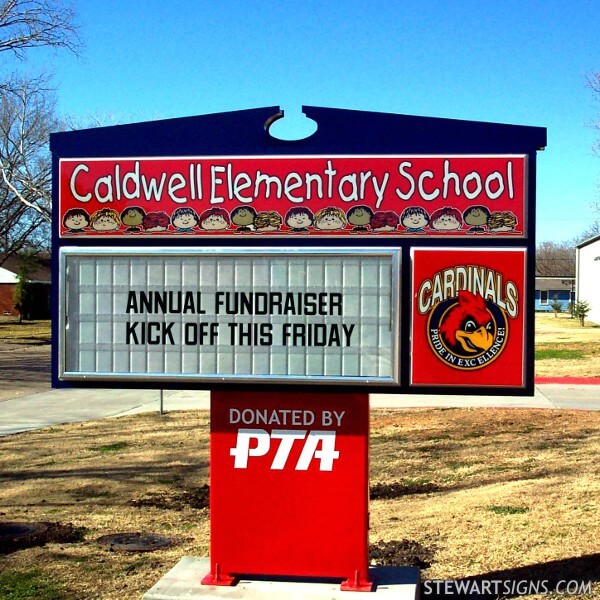 Caldwell Elementary School
ANNUAL FUNDRAISER
KICK OFF THIS FRIDAY
CARDINALS
PRIDE IN EXCELLENCE!
DONATED BY
PTA
STEWARTSIGNS.COM